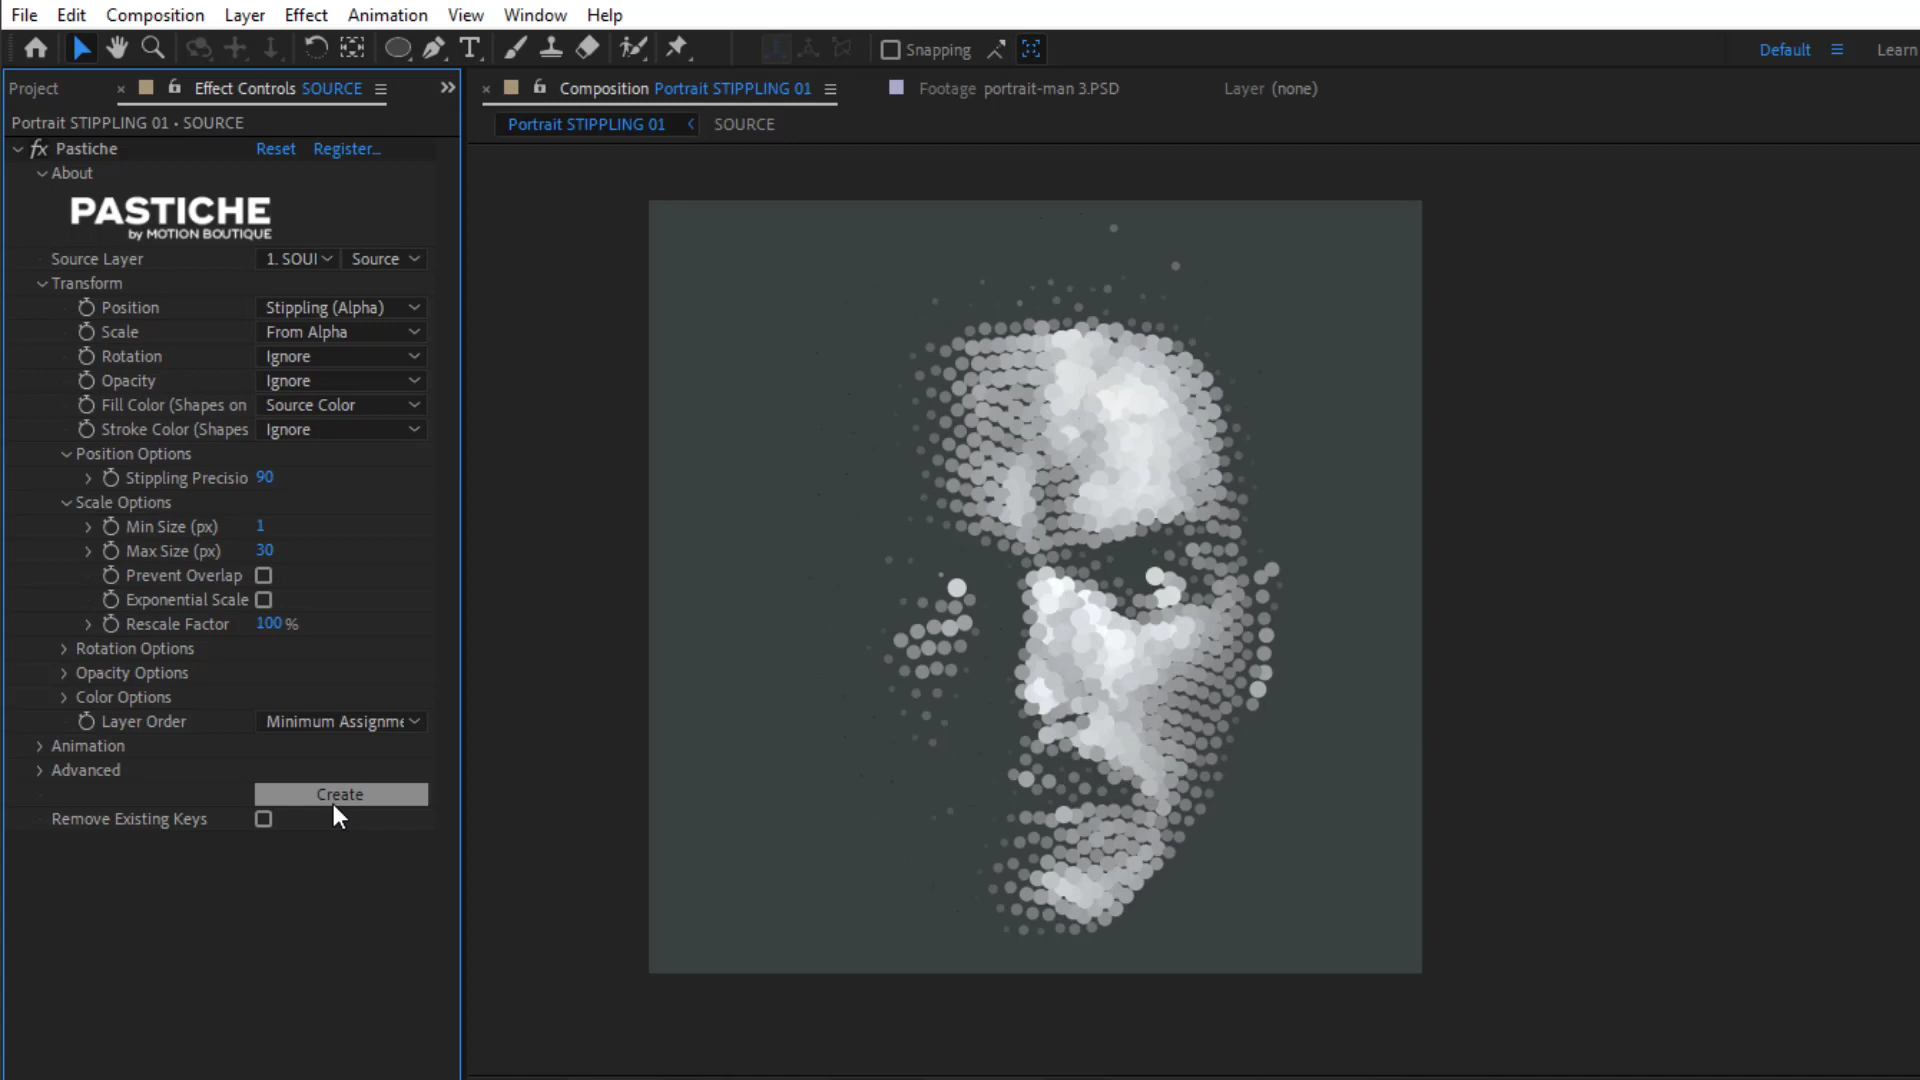 File Edit Composition Layer Effect Animation View Window Help
Snapping Default Learn
Project × Effect Controls SOURCE × Composition Portrait STIPPLING 01 Footage portrait-man 3.PSD Layer (none)
Portrait STIPPLING 01 • SOURCE
Portrait STIPPLING 01 SOURCE
fx Pastiche Reset Register...
About
PASTICHE
by MOTION BOUTIQUE
Source Layer 1. SOUI Source
Transform
Position Stippling (Alpha)
Scale From Alpha
Rotation Ignore
Opacity Ignore
Fill Color (Shapes on Source Color
Stroke Color (Shapes Ignore
Position Options
Stippling Precisio 90
Scale Options
Min Size (px) 1
Max Size (px) 30
Prevent Overlap
Exponential Scale
Rescale Factor 100 %
Rotation Options
Opacity Options
Color Options
Layer Order Minimum Assignme
Animation
Advanced
Create
Remove Existing Keys